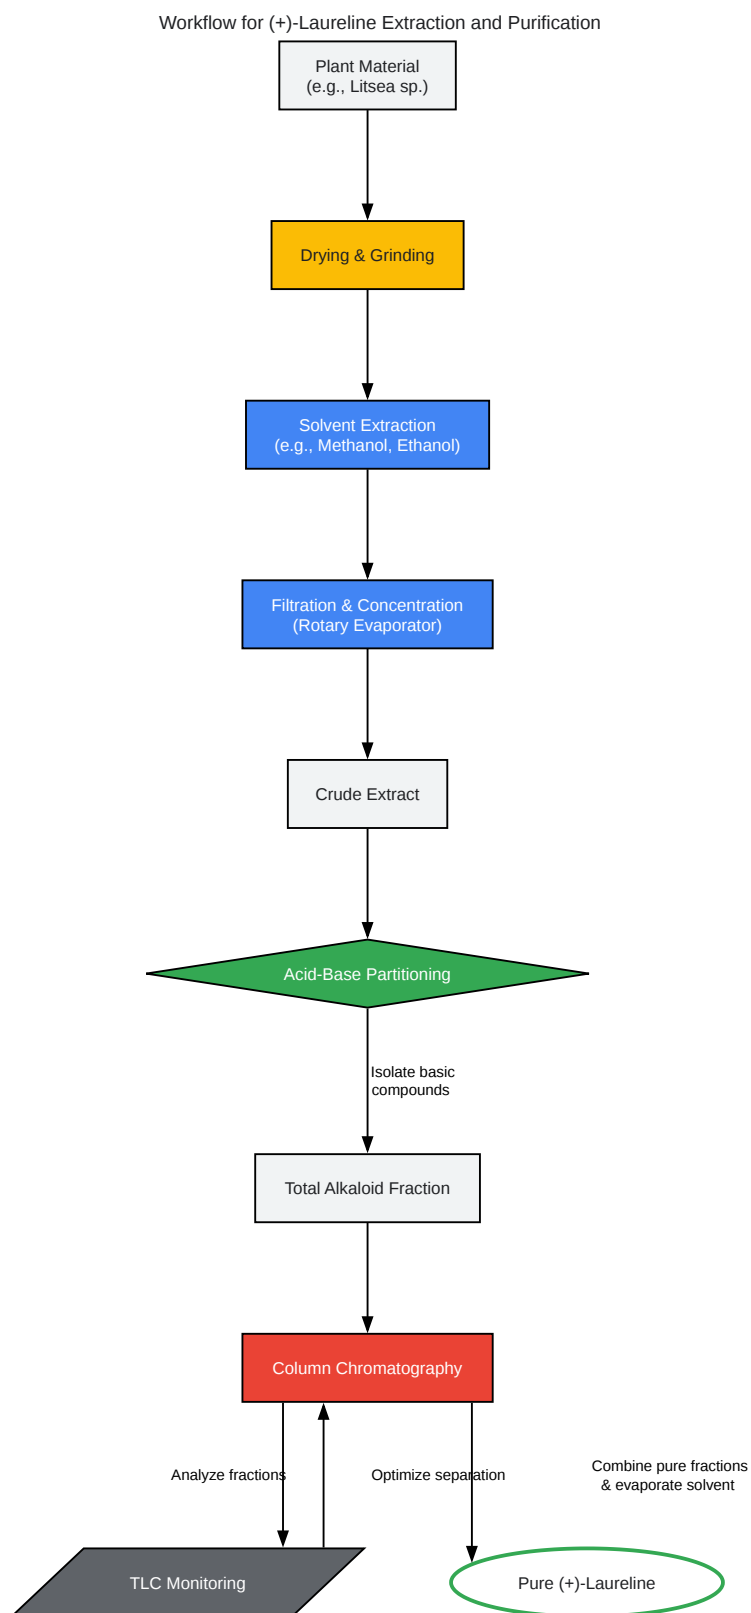 Workflow for (+)-Laureline Extraction and Purification
Plant Material
(e.g., Litsea sp.)
Drying & Grinding
Solvent Extraction
(e.g., Methanol, Ethanol)
Filtration & Concentration
(Rotary Evaporator)
Crude Extract
Acid-Base Partitioning
Isolate basic
compounds
Total Alkaloid Fraction
Column Chromatography
Analyze fractions
Optimize separation
Combine pure fractions
& evaporate solvent
TLC Monitoring
Pure (+)-Laureline